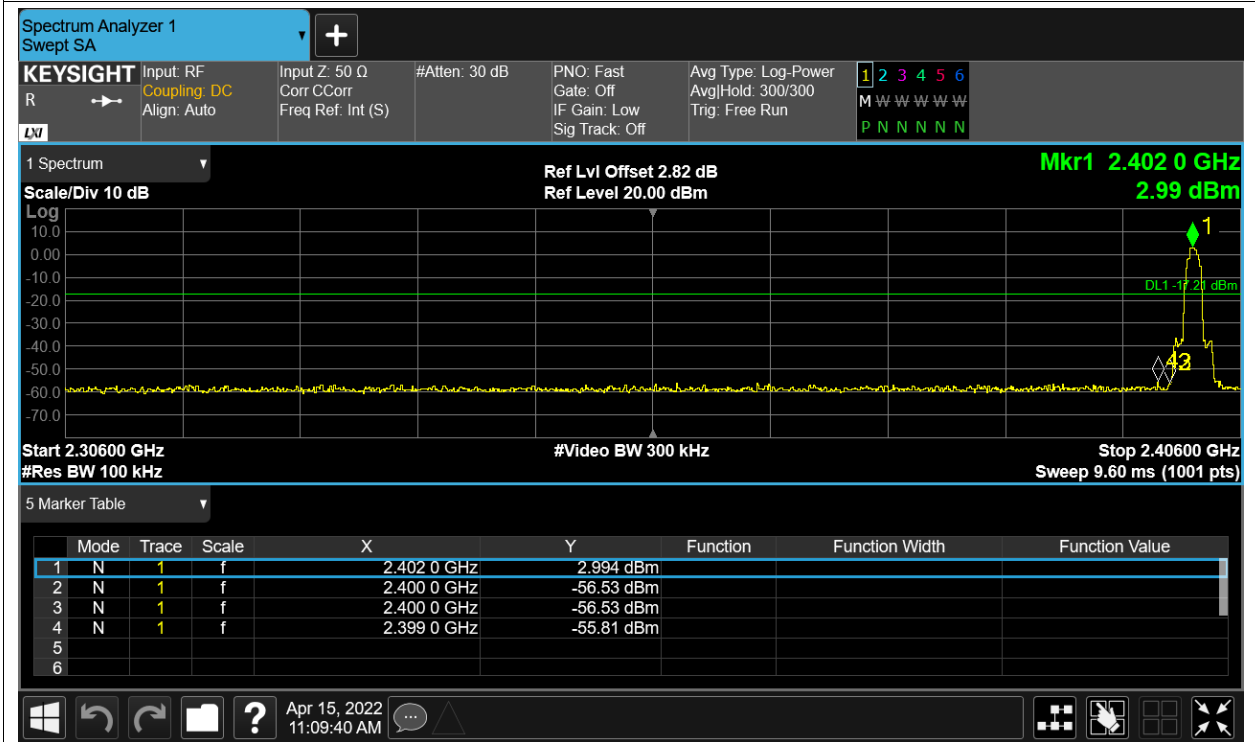 Spectrum Analyzer 1
Swept SA
+
KEYSIGHT Input: RF Input Z: 50 Ω #Atten: 30 dB PNO: Fast Avg Type: Log-Power 1 2 3 4 5 6
R Coupling: DC Corr CCorr Gate: Off Avg|Hold: 300/300 M W W W W W
Align: Auto Freq Ref: Int (S) IF Gain: Low Trig: Free Run
LXI Sig Track: Off P N N N N N
1 Spectrum Ref Lvl Offset 2.82 dB Mkr1 2.402 0 GHz
Scale/Div 10 dB Ref Level 20.00 dBm 2.99 dBm
Log
1
10.0
0.00
-10.0
DL1 -17.21 dBm
-20.0
-30.0
-40.0
-50.0
-60.0
-70.0
Start 2.30600 GHz #Video BW 300 kHz Stop 2.40600 GHz
#Res BW 100 kHz Sweep 9.60 ms (1001 pts)
5 Marker Table
Mode Trace Scale X Y Function Function Width Function Value
1 N 1 f 2.402 0 GHz 2.994 dBm
2 N 1 f 2.400 0 GHz -56.53 dBm
3 N 1 f 2.400 0 GHz -56.53 dBm
4 N 1 f 2.399 0 GHz -55.81 dBm
5
6
? Apr 15, 2022
11:09:40 AM